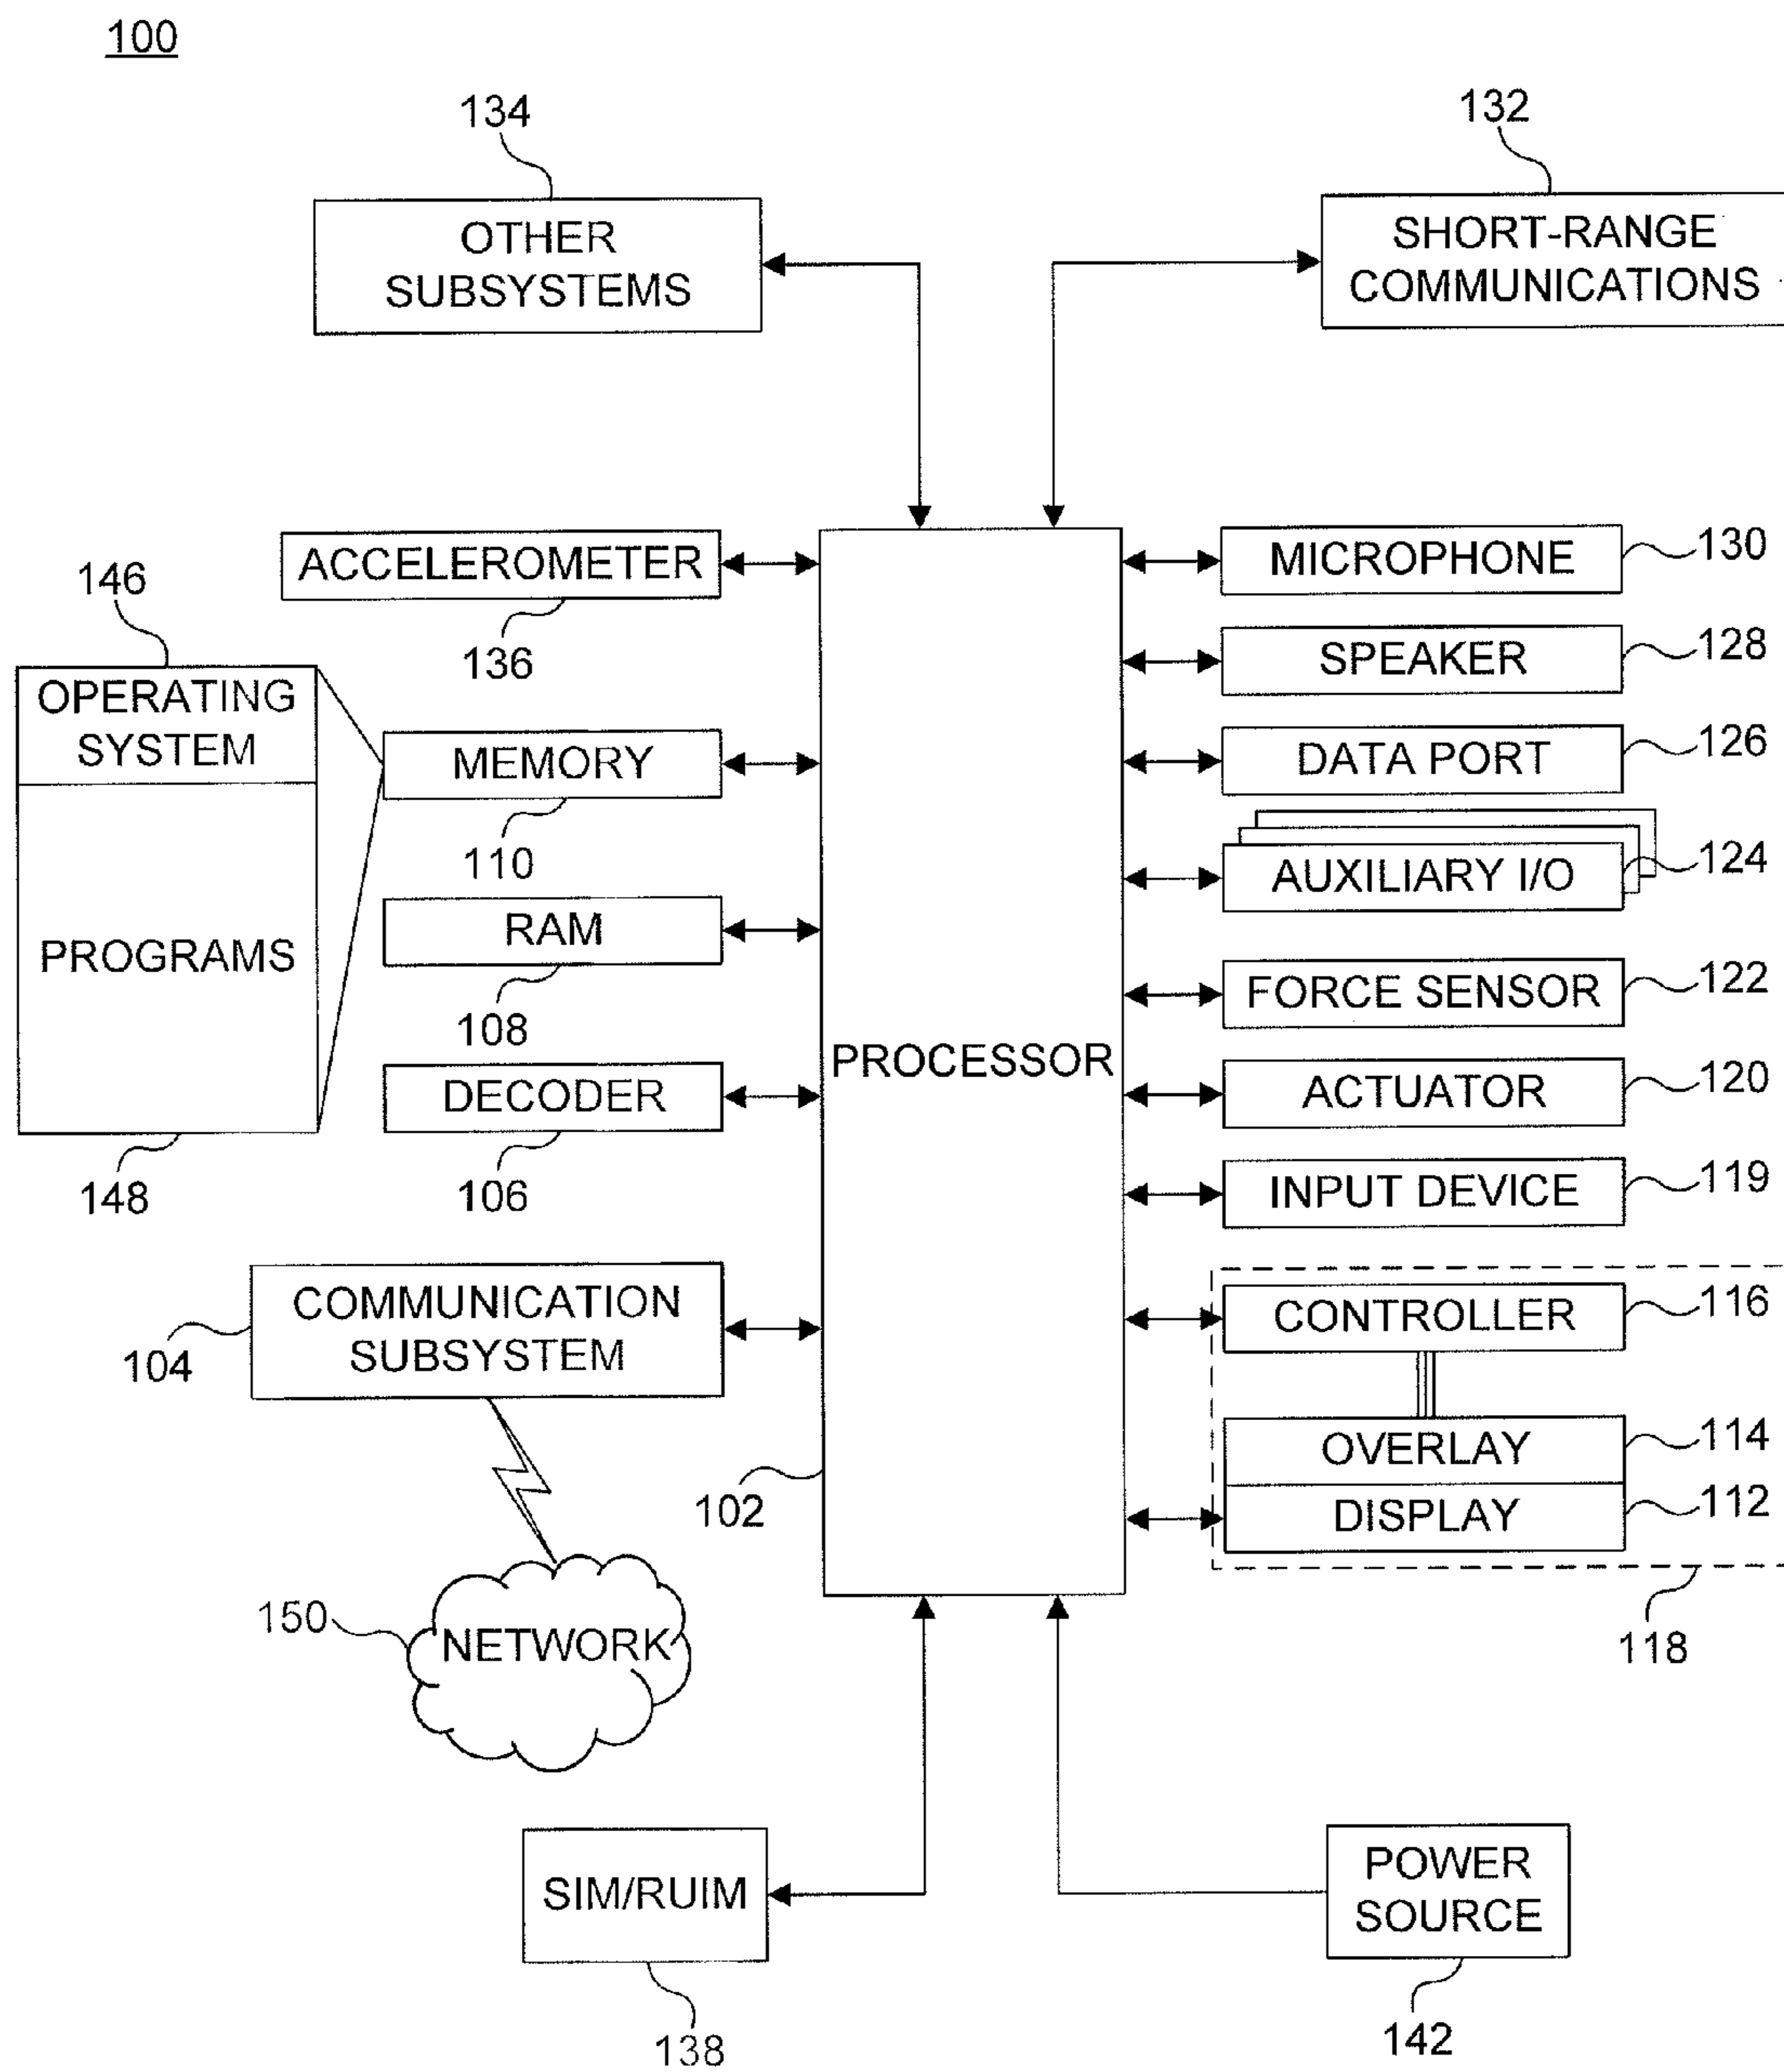 100
134
132
OTHER
SUBSYSTEMS
SHORT-RANGE
COMMUNICATIONS
ACCELEROMETER
136
MICROPHONE
130
146
OPERATING
SYSTEM
PROGRAMS
148
SPEAKER
128
MEMORY
110
DATA PORT
126
AUXILIARY I/O
124
RAM
108
FORCE SENSOR
122
PROCESSOR
102
DECODER
106
ACTUATOR
120
INPUT DEVICE
119
COMMUNICATION
SUBSYSTEM
104
CONTROLLER
116
OVERLAY
114
DISPLAY
112
118
150
NETWORK
SIM/RUIM
138
POWER
SOURCE
142